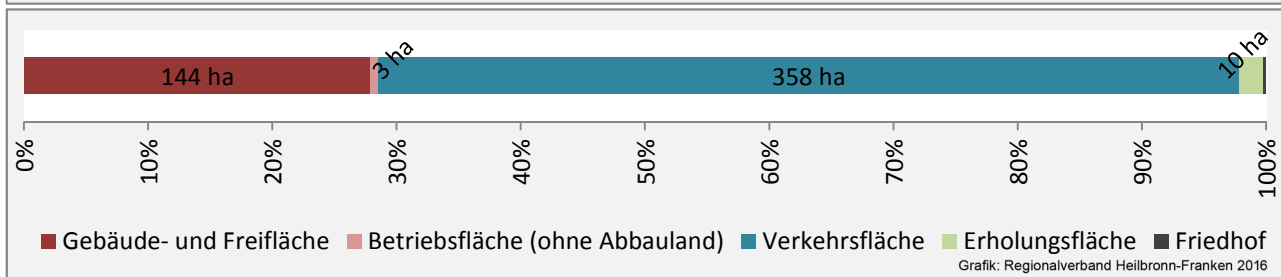 144 ha
3 ha
358 ha
10 ha
0%
10%
20%
30%
40%
50%
60%
70%
80%
90%
100%
Gebäude- und Freifläche
Betriebsfläche (ohne Abbauland)
Verkehrsfläche
Erholungsfläche
Friedhof
Grafik: Regionalverband Heilbronn-Franken 2016